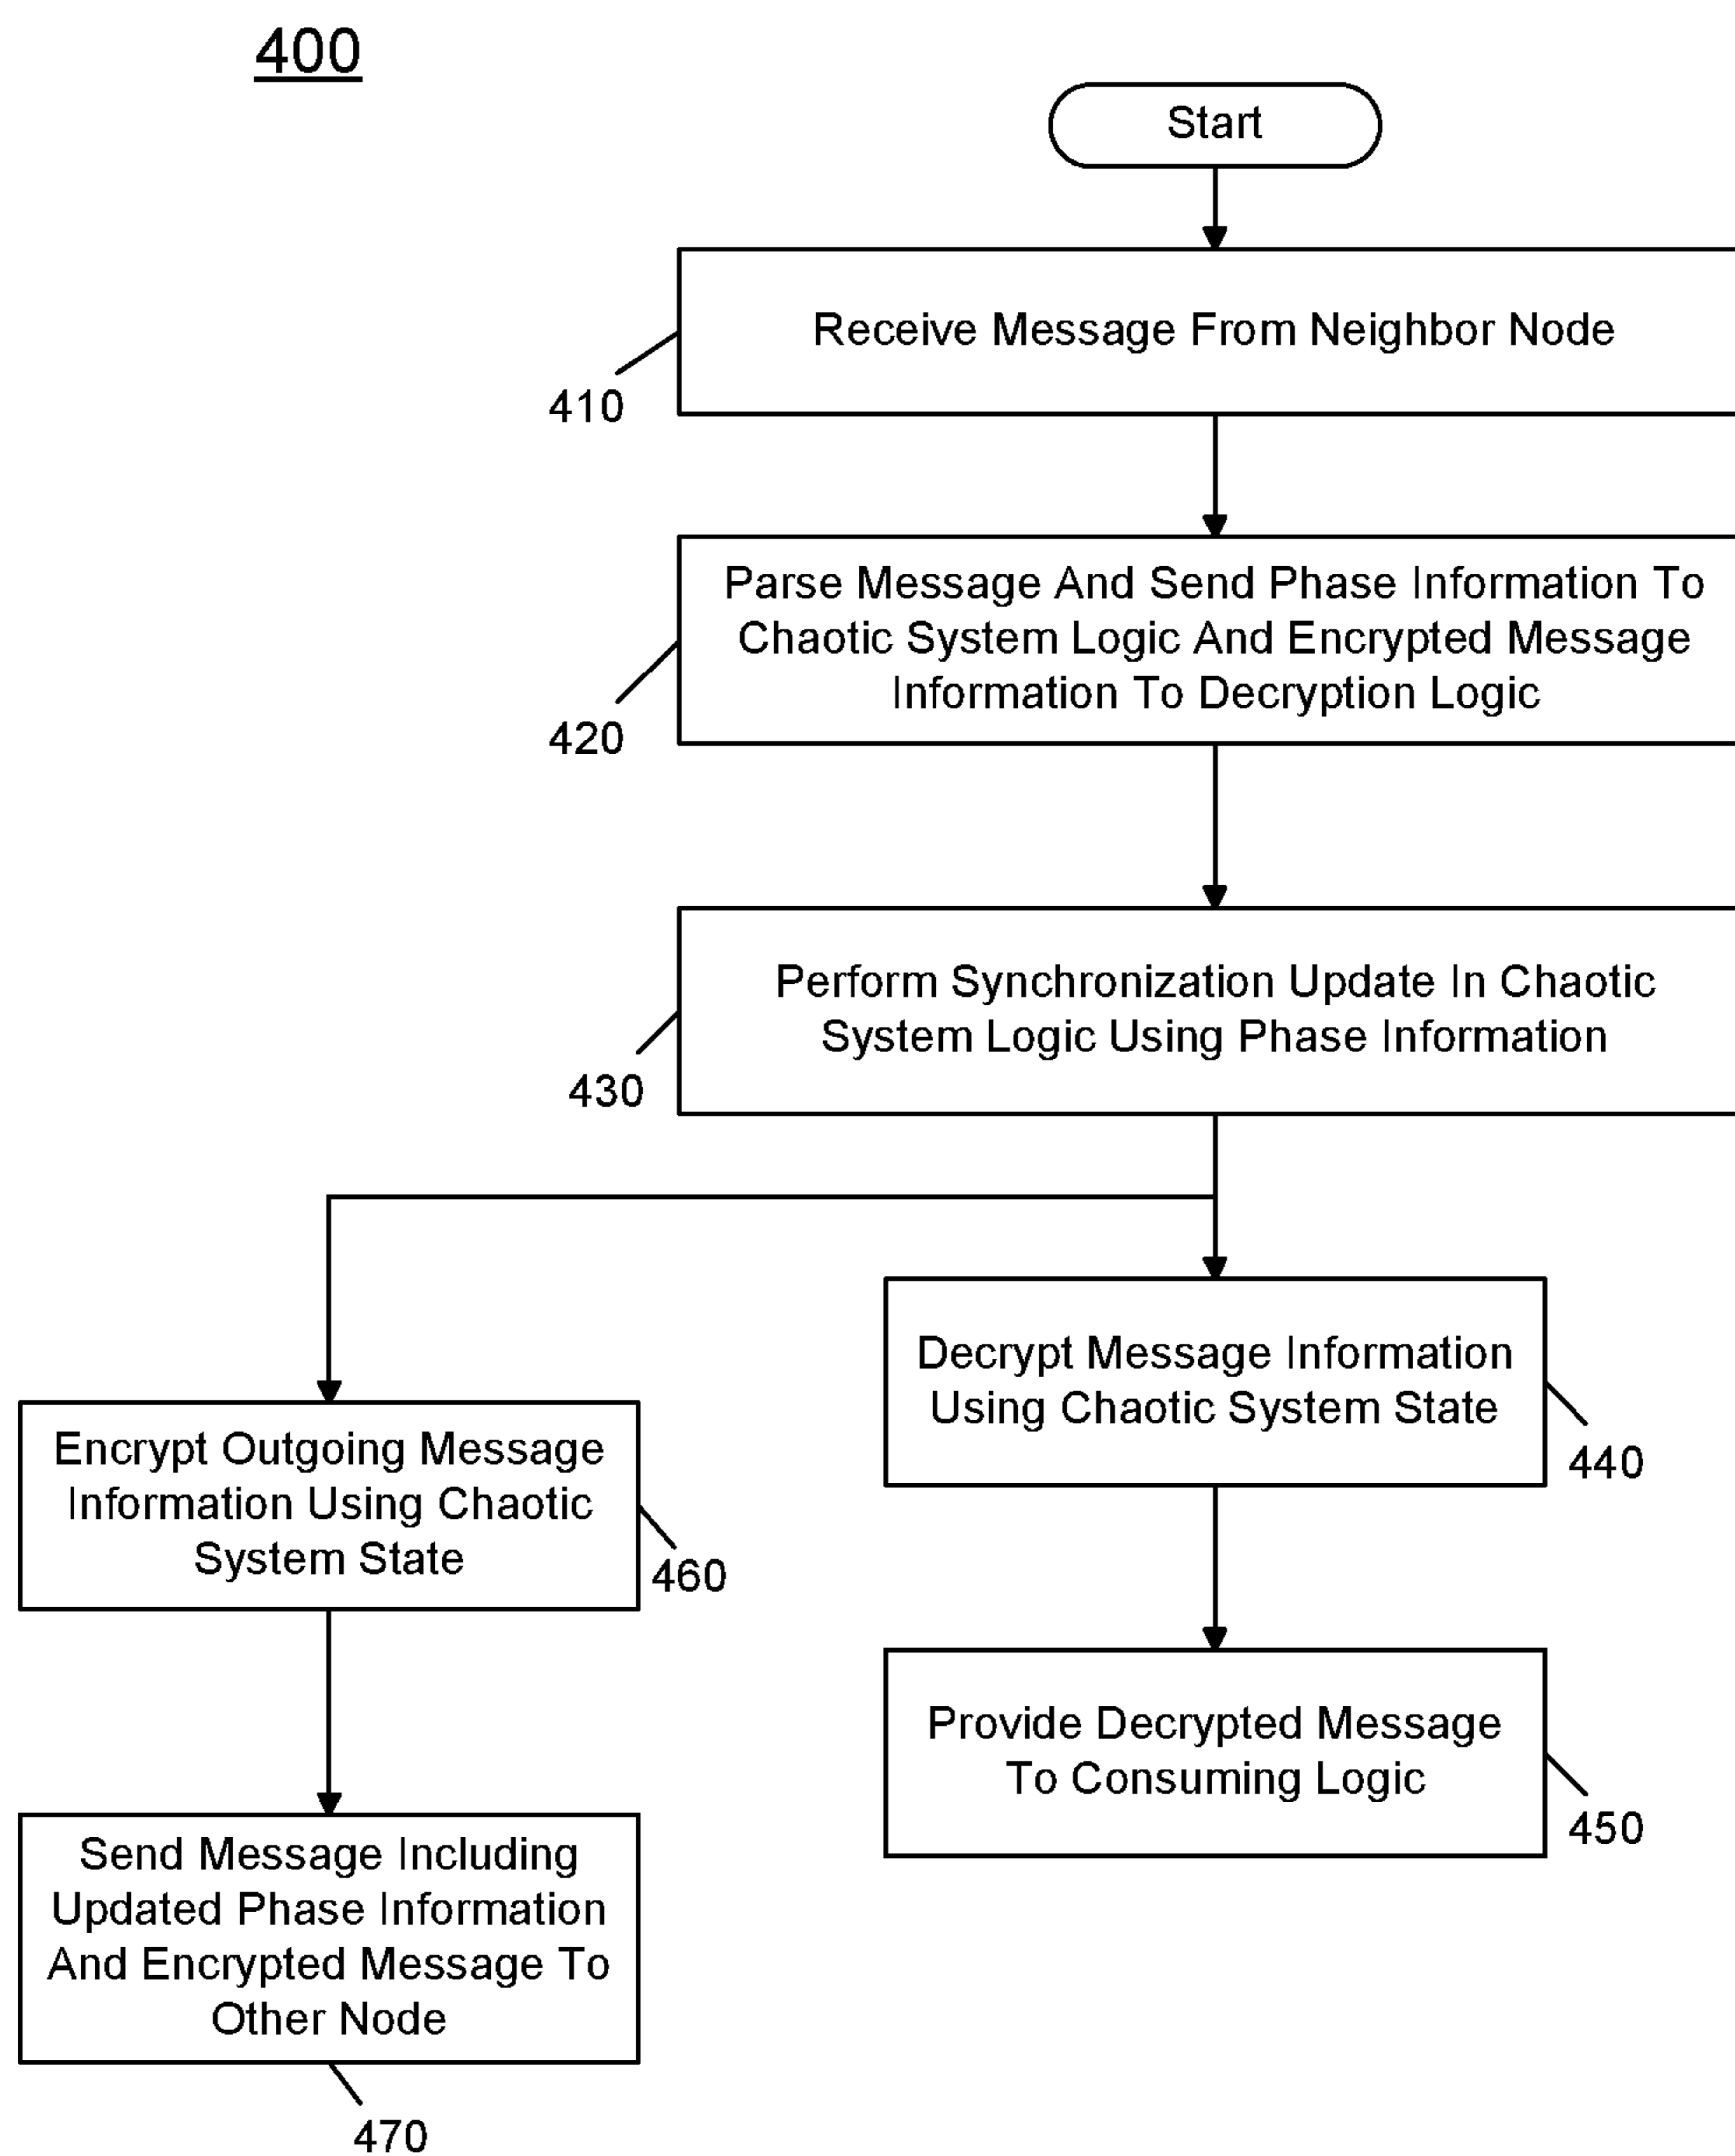 400
Start
Receive Message From Neighbor Node
410
Parse Message And Send Phase Information To
Chaotic System Logic And Encrypted Message
Information To Decryption Logic
420
Perform Synchronization Update In Chaotic
System Logic Using Phase Information
430
Decrypt Message Information
Using Chaotic System State
440
Encrypt Outgoing Message
Information Using Chaotic
System State
460
Provide Decrypted Message
To Consuming Logic
450
Send Message Including
Updated Phase Information
And Encrypted Message To
Other Node
470